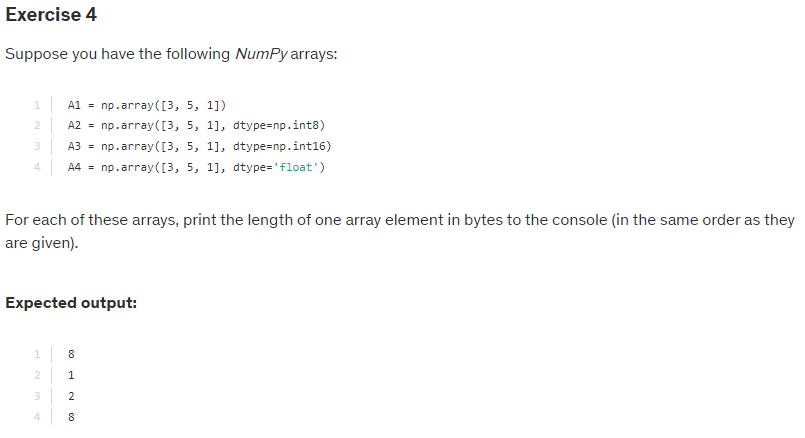 Exercise 4
Suppose you have the following NumPy arrays:
1 A1 = np.array([3, 5, 1])
2 A2 = np.array([3, 5, 1], dtype=np.int8)
3 A3 = np.array([3, 5, 1], dtype=np.int16)
4 A4 = np.array([3, 5, 1], dtype='float')
For each of these arrays, print the length of one array element in bytes to the console (in the same order as they
are given).
Expected output:
1 8
2 1
3 2
4 8